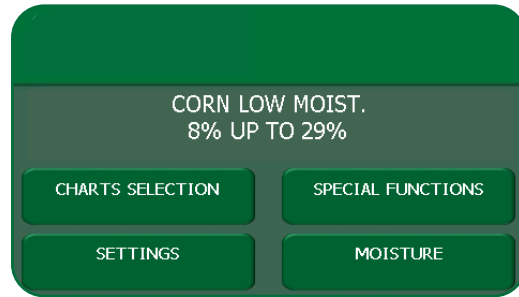 CORN LOW MOIST.
8% UP TO 29%
CHARTS SELECTION
SPECIAL FUNCTIONS
SETTINGS
MOISTURE